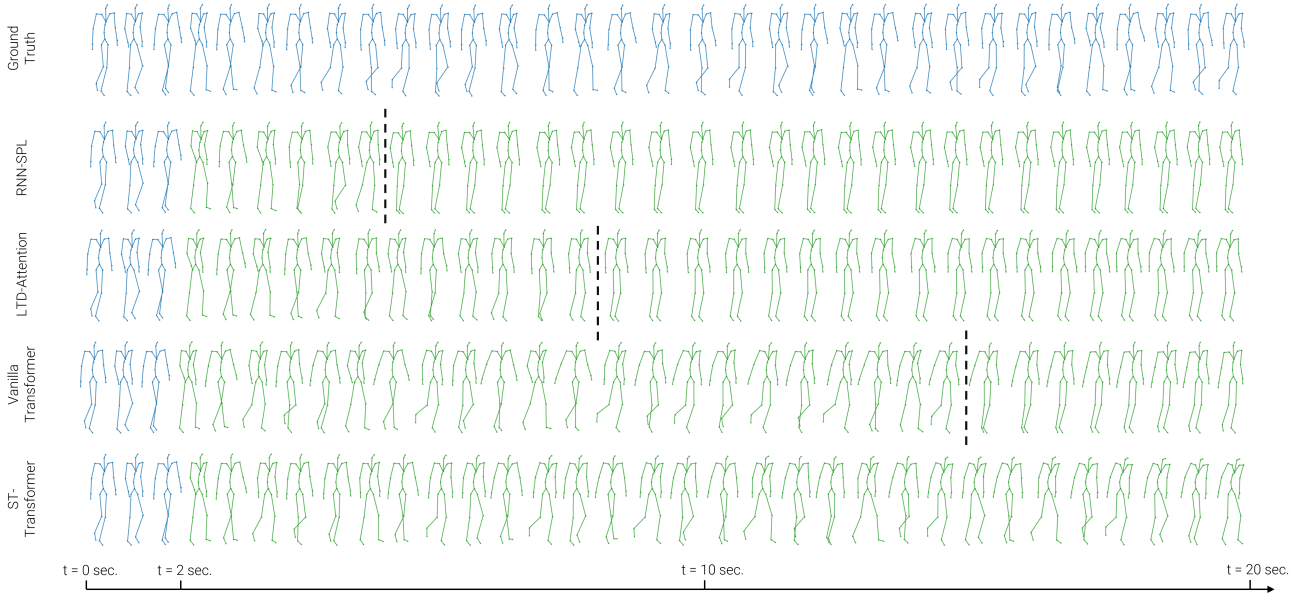 Ground
Truth
RNN-SPL
LTD-Attention
Vanilla
Transformer
ST-
Transformer
t = 0 sec.
t = 2 sec.
t = 10 sec.
t = 20 sec.